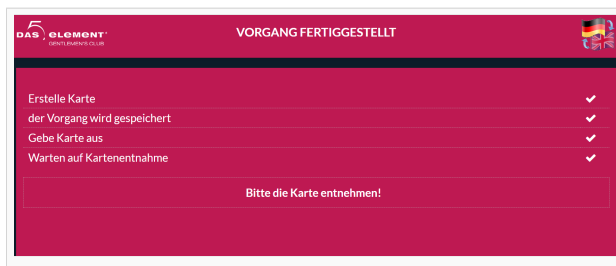 5
DAS element
GENTLEMEN'S CLUB
VORGANG FERTIGGESTELLT
Erstelle Karte
der Vorgang wird gespeichert
Gebe Karte aus
Warten auf Kartenentnahme
Bitte die Karte entnehmen!